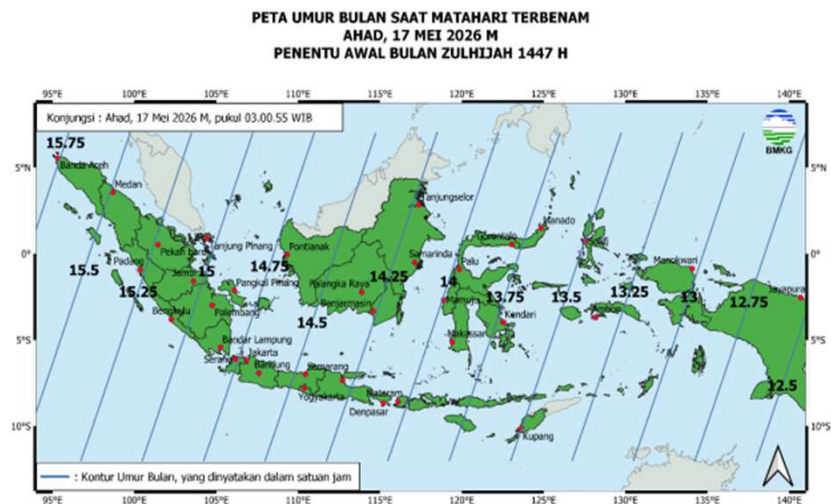 PETA UMUR BULAN SAAT MATAHARI TERBENAM
AHAD, 17 MEI 2026 M
PENENTU AWAL BULAN ZULHIJAH 1447 H
95°E 100°E 105°E 110°E 115°E 120°E 125°E 130°E 135°E 140°E
Konjungsi : Ahad, 17 Mei 2026 M, pukul 03.00.55 WIB
BMKG
15.75
5°N 5°N
Banda Aceh
Medan
Tanjungselor
Manado
Gorontalo
Tanjung Pinang
Pontianak
Pekan Baru
0° 0°
Samarinda
Palu
Manokwari
Padang
15.5
Jambi
15
14.75
14.25
14
Pangkal Pinang
Palangka Raya
15.25
13.75
13.5
13.25
13
12.75
Jayapura
Mamuju
Banjarmasin
Bengkulu
Palembang
14.5
Kendari
Ambon
Makassar
5°S 5°S
Bandar Lampung
Serang
Jakarta
Bandung
Semarang
12.5
Yogyakarta
Mataram
Denpasar
Kupang
10°S 10°S
: Kontur Umur Bulan, yang dinyatakan dalam satuan jam
95°E 100°E 105°E 110°E 115°E 120°E 125°E 130°E 135°E 140°E